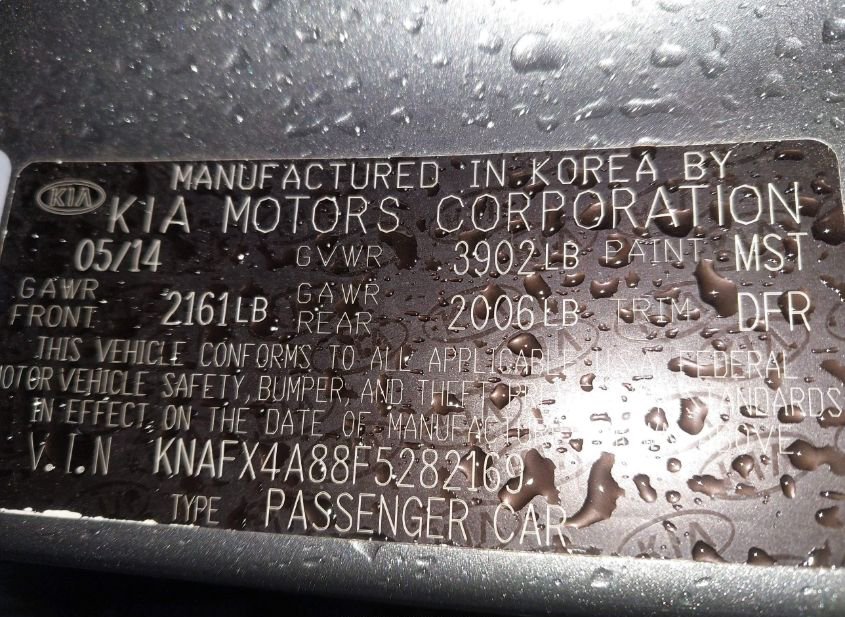 MANUFACTURED IN KOREA BY
KIA KIA MOTORS CORPORATION
05/14 GVWR 3902LB PAINT MST
GAWR FRONT 2161LB GAWR REAR 2006LB TRIM DFR
THIS VEHICLE CONFORMS TO ALL APPLICABLE U.S. FEDERAL
MOTOR VEHICLE SAFETY, BUMPER, AND THEFT STANDARDS
IN EFFECT ON THE DATE OF MANUFACTURE
V.I.N KNAFX4A88F5282169
TYPE PASSENGER CAR
KIA